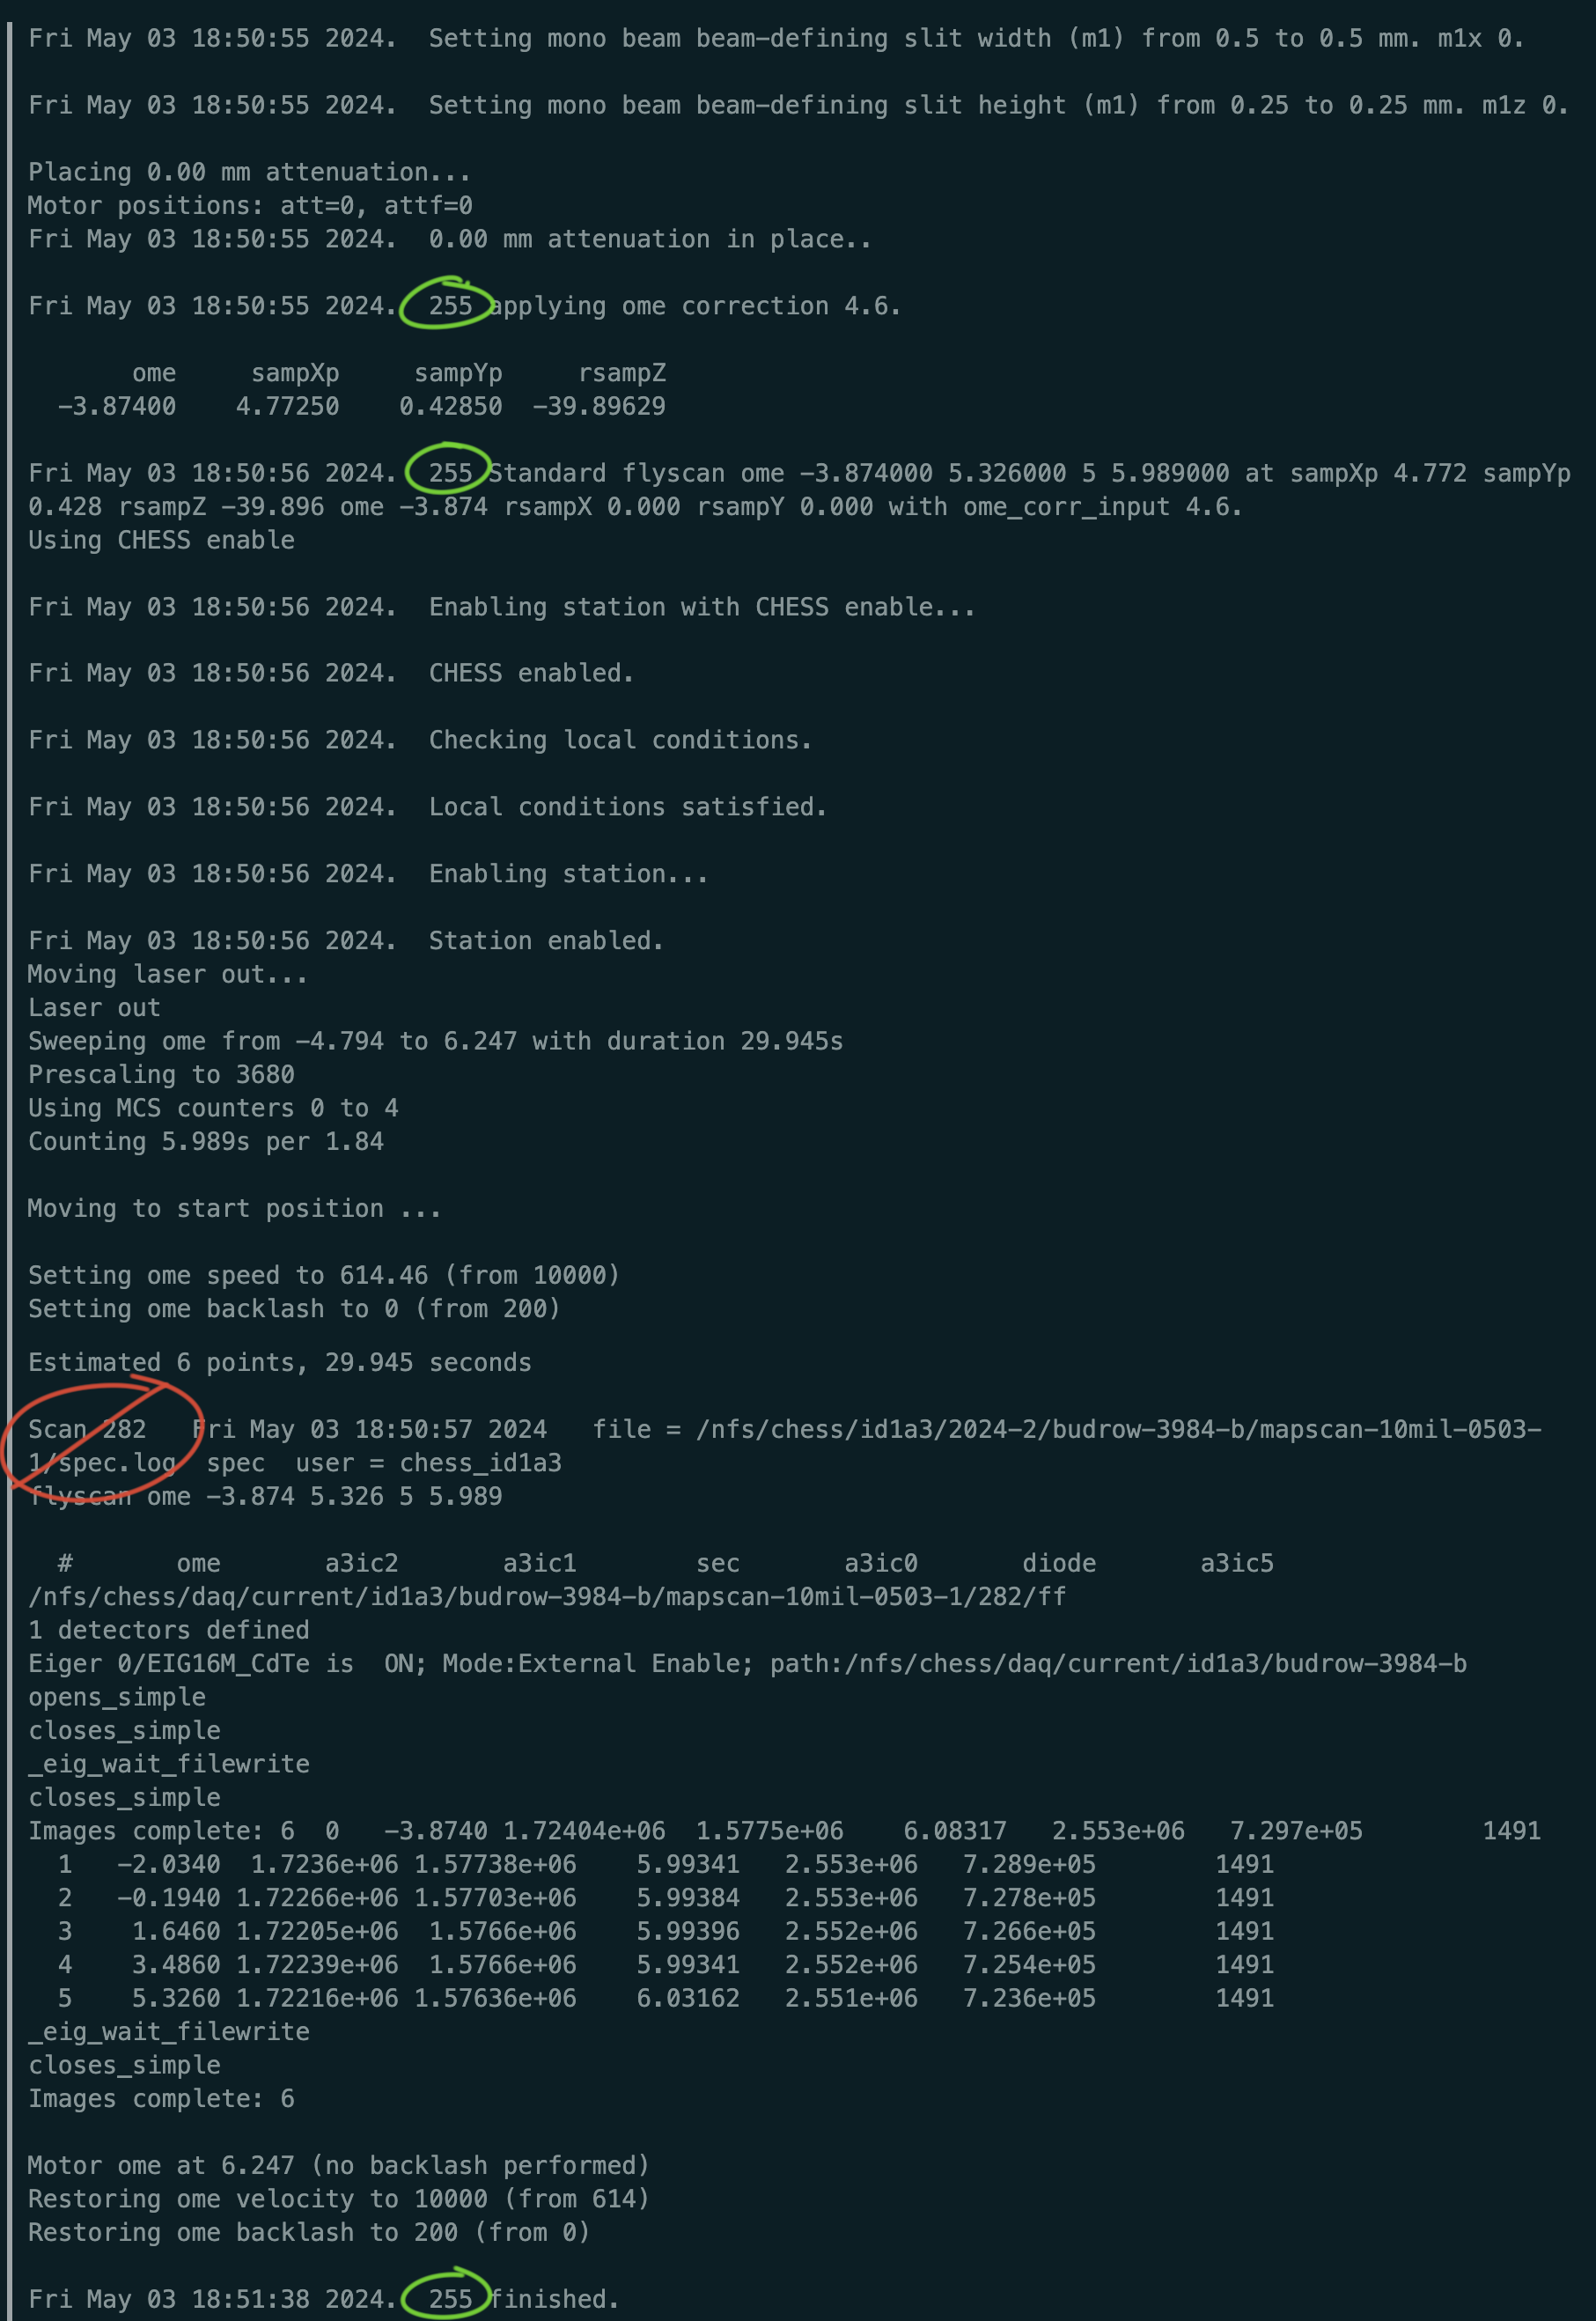 Fri May 03 18:50:55 2024.  Setting mono beam beam-defining slit width (m1) from 0.5 to 0.5 mm. m1x 0.
Fri May 03 18:50:55 2024.  Setting mono beam beam-defining slit height (m1) from 0.25 to 0.25 mm. m1z 0.
Placing 0.00 mm attenuation...
Motor positions: att=0, attf=0
Fri May 03 18:50:55 2024.  0.00 mm attenuation in place..
Fri May 03 18:50:55 2024.  255 applying ome correction 4.6.
ome     sampXp     sampYp     rsampZ
-3.87400    4.77250    0.42850  -39.89629
Fri May 03 18:50:56 2024.  255 Standard flyscan ome -3.874000 5.326000 5 5.989000 at sampXp 4.772 sampYp
0.428 rsampZ -39.896 ome -3.874 rsampX 0.000 rsampY 0.000 with ome_corr_input 4.6.
Using CHESS enable
Fri May 03 18:50:56 2024.  Enabling station with CHESS enable...
Fri May 03 18:50:56 2024.  CHESS enabled.
Fri May 03 18:50:56 2024.  Checking local conditions.
Fri May 03 18:50:56 2024.  Local conditions satisfied.
Fri May 03 18:50:56 2024.  Enabling station...
Fri May 03 18:50:56 2024.  Station enabled.
Moving laser out...
Laser out
Sweeping ome from -4.794 to 6.247 with duration 29.945s
Prescaling to 3680
Using MCS counters 0 to 4
Counting 5.989s per 1.84
Moving to start position ...
Setting ome speed to 614.46 (from 10000)
Setting ome backlash to 0 (from 200)
Estimated 6 points, 29.945 seconds
Scan 282   Fri May 03 18:50:57 2024   file = /nfs/chess/id1a3/2024-2/budrow-3984-b/mapscan-10mil-0503-
1/spec.log  spec  user = chess_id1a3
flyscan ome -3.874 5.326 5 5.989
#       ome       a3ic2       a3ic1        sec       a3ic0       diode       a3ic5
/nfs/chess/daq/current/id1a3/budrow-3984-b/mapscan-10mil-0503-1/282/ff
1 detectors defined
Eiger 0/EIG16M_CdTe is  ON; Mode:External Enable; path:/nfs/chess/daq/current/id1a3/budrow-3984-b
opens_simple
closes_simple
_eig_wait_filewrite
closes_simple
Images complete: 6  0   -3.8740 1.72404e+06  1.5775e+06    6.08317   2.553e+06   7.297e+05        1491
1   -2.0340  1.7236e+06 1.57738e+06    5.99341   2.553e+06   7.289e+05        1491
2   -0.1940 1.72266e+06 1.57703e+06    5.99384   2.553e+06   7.278e+05        1491
3    1.6460 1.72205e+06  1.5766e+06    5.99396   2.552e+06   7.266e+05        1491
4    3.4860 1.72239e+06  1.5766e+06    5.99341   2.552e+06   7.254e+05        1491
5    5.3260 1.72216e+06 1.57636e+06    6.03162   2.551e+06   7.236e+05        1491
_eig_wait_filewrite
closes_simple
Images complete: 6
Motor ome at 6.247 (no backlash performed)
Restoring ome velocity to 10000 (from 614)
Restoring ome backlash to 200 (from 0)
Fri May 03 18:51:38 2024.  255 finished.